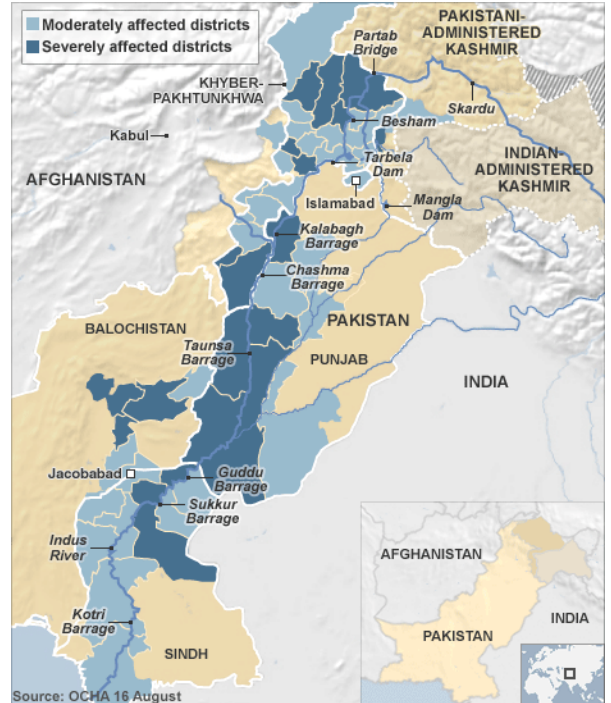 Moderately affected districts
Severely affected districts
Partab
Bridge
PAKISTANI-
ADMINISTERED
KASHMIR
KHYBER-
PAKHTUNKHWA
Skardu
Besham
Kabul
Tarbela
Dam
INDIAN-
ADMINISTERED
KASHMIR
AFGHANISTAN
Islamabad
Mangla
Dam
Kalabagh
Barrage
Chashma
Barrage
BALOCHISTAN
PAKISTAN
Taunsa
Barrage
PUNJAB
INDIA
Jacobabad
Guddu
Barrage
Sukkur
Barrage
Indus
River
Kotri
Barrage
SINDH
AFGHANISTAN
INDIA
PAKISTAN
Source: OCHA 16 August